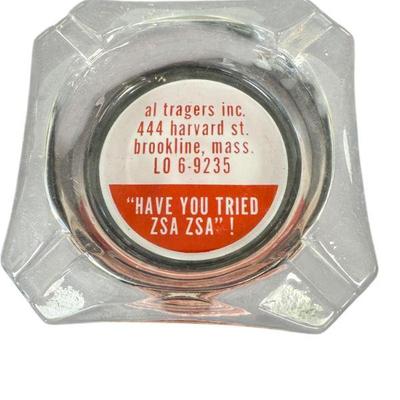 al tragers inc.
444 harvard st.
brookline, mass.
LO 6-9235
"HAVE YOU TRIED
ZSA ZSA"!